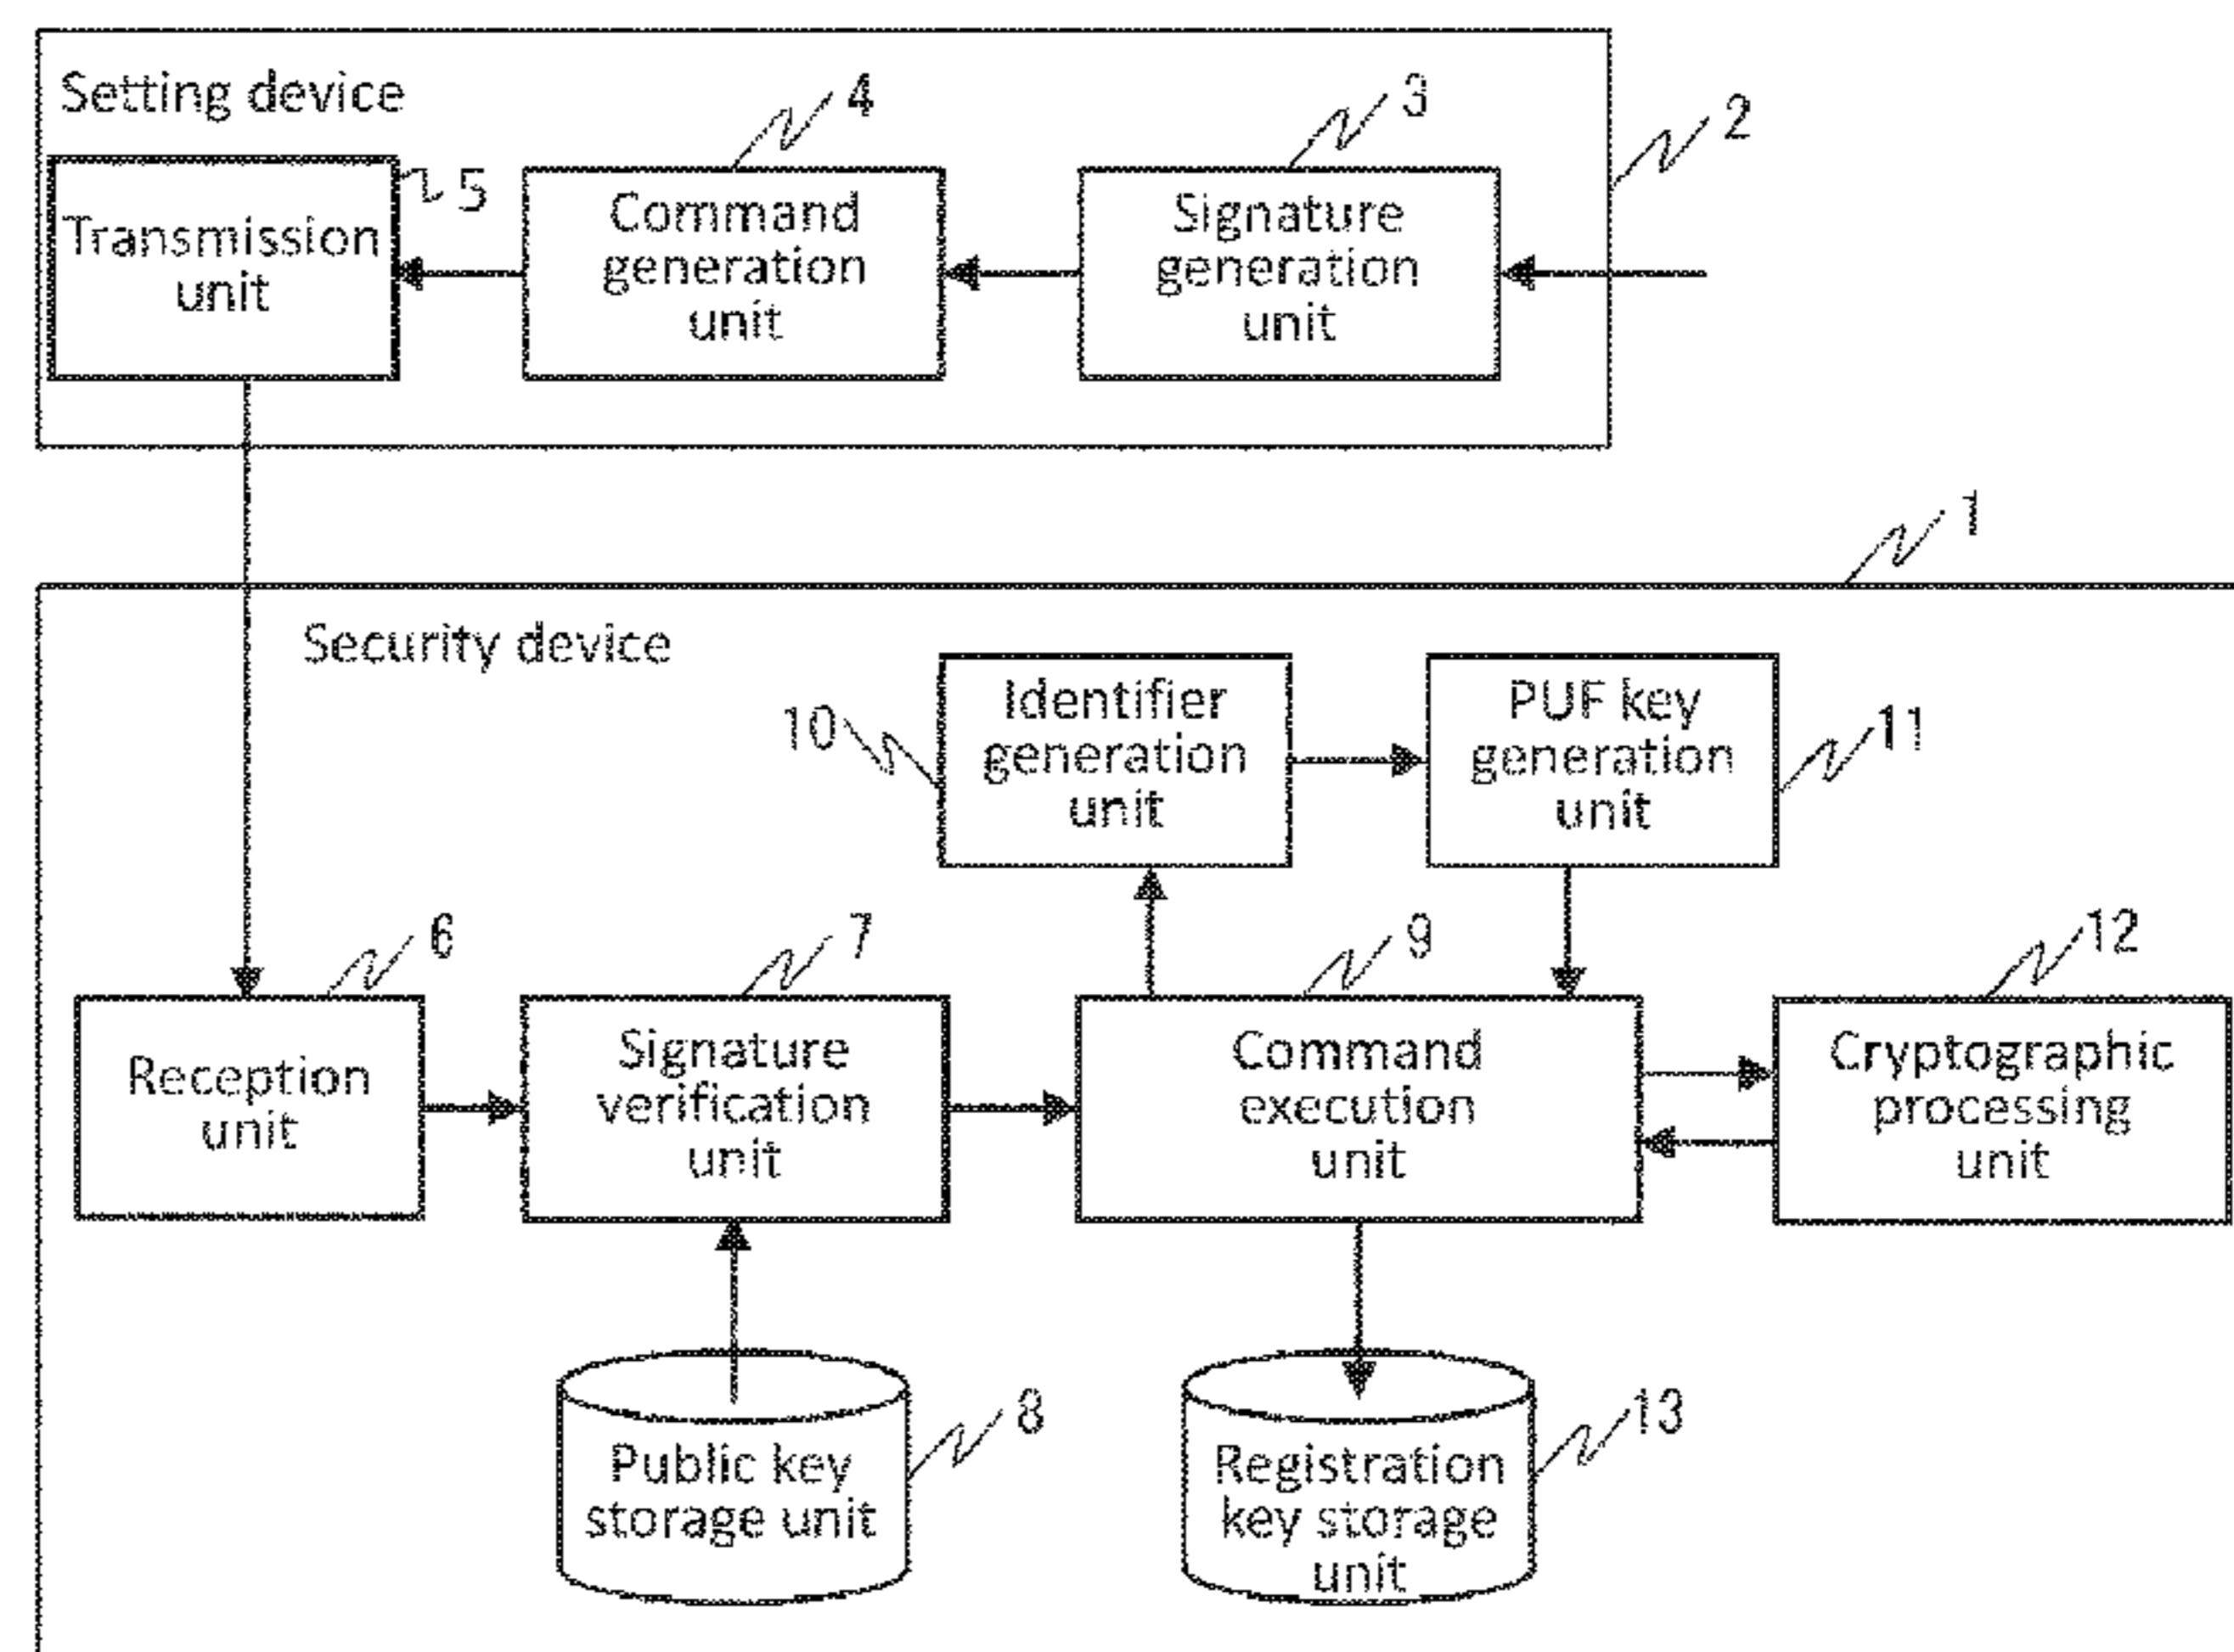 Setting device
4
3
2
5
Transmission
unit
Command
generation
unit
Signature
generation
unit
1
Security device
10
Identifier
generation
unit
PUF key
generation
unit
11
6
7
9
12
Reception
unit
Signature
verification
unit
Command
execution
unit
Cryptographic
processing
unit
Public key
storage unit
8
Registration
key storage
unit
13